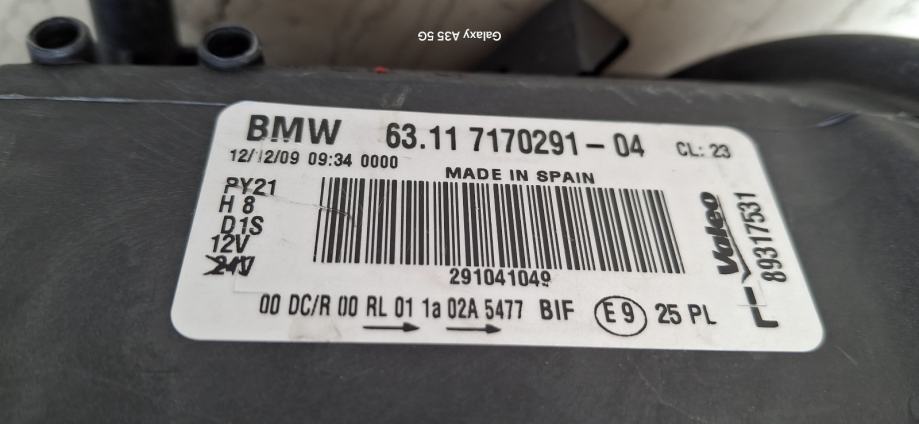 Galaxy A35 5G
BMW 63.11 7170291-04 CL: 23
12/12/09 09:34 0000
MADE IN SPAIN
PY21
H 8
D1S
12V
24V
291041049
00 DC/R 00 RL 01 1a 02A 5477 BIF E9 25 PL
Valeo
89317531